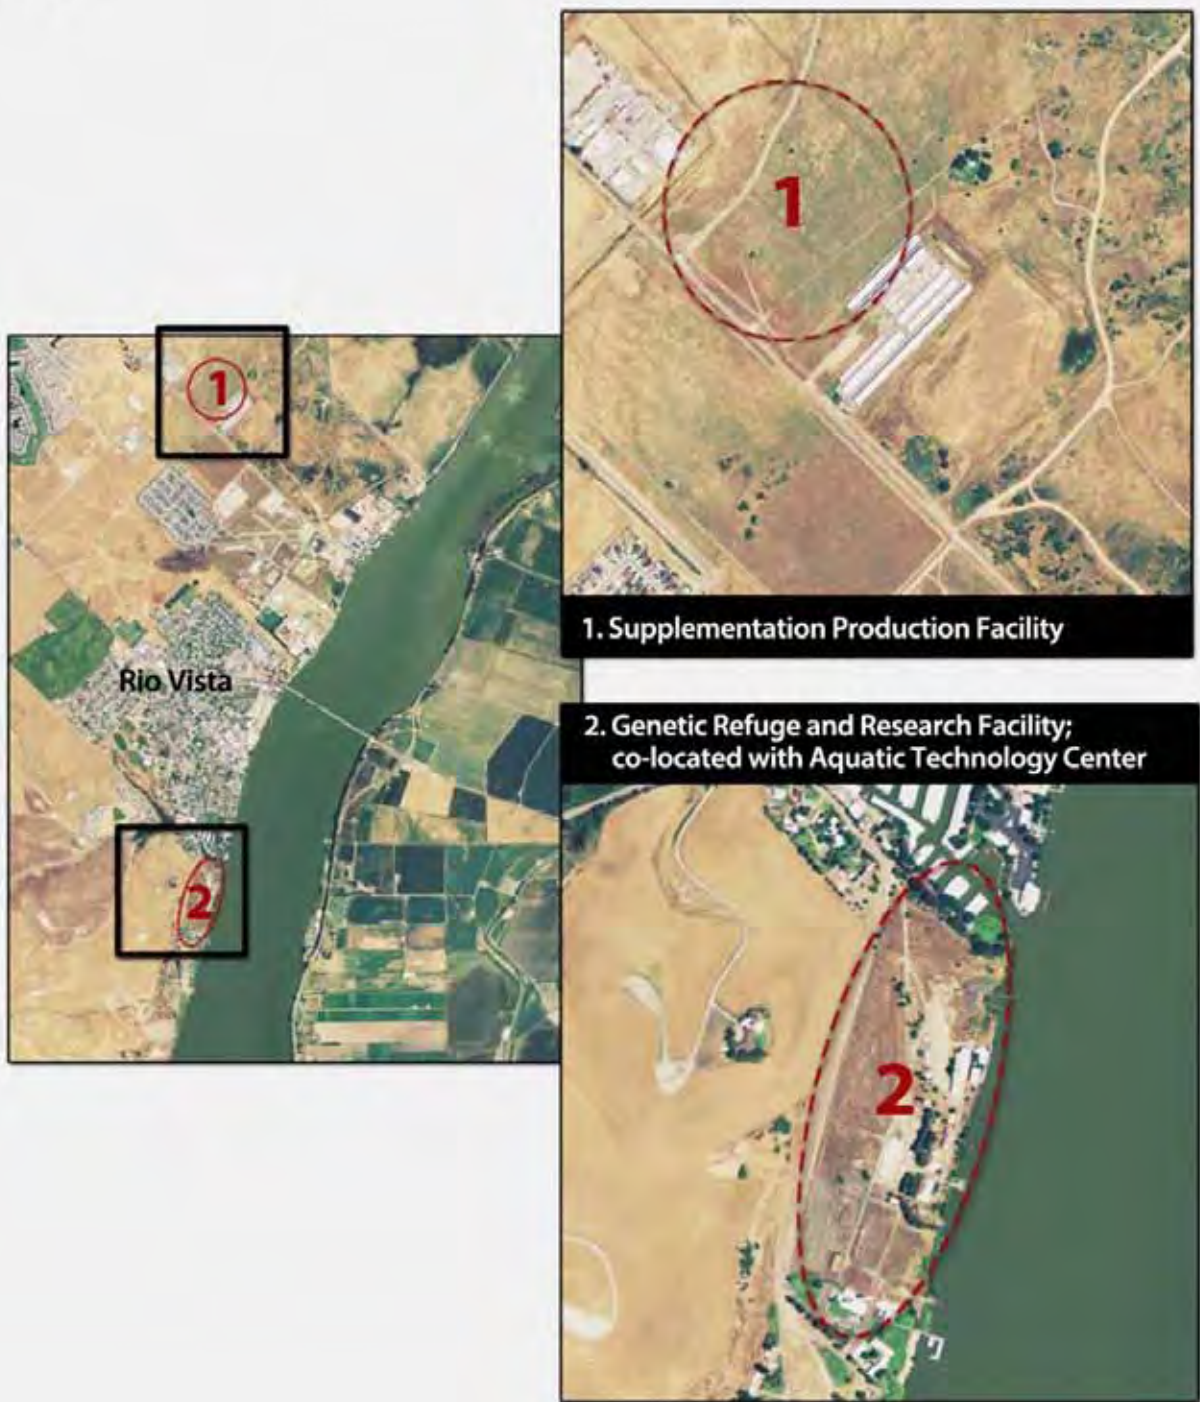 1
1. Supplementation Production Facility
1
Rio Vista
2
2. Genetic Refuge and Research Facility;
co-located with Aquatic Technology Center
2